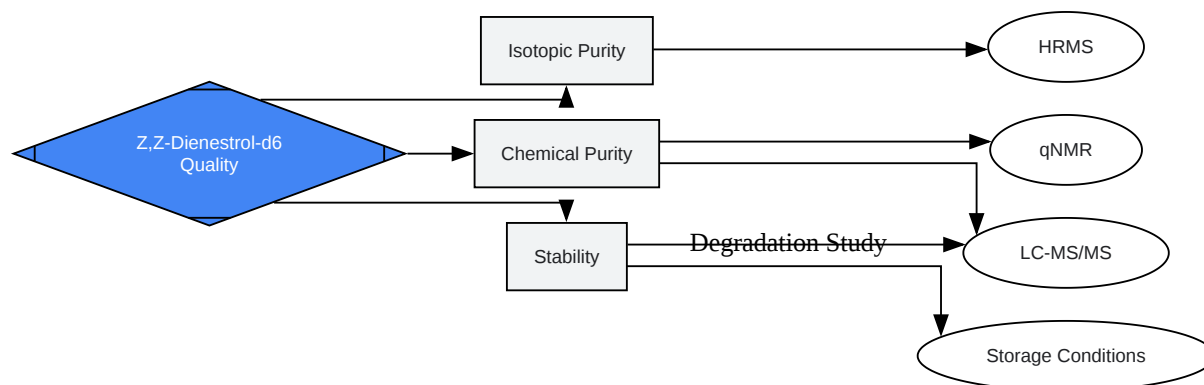 Isotopic Purity
HRMS
Z,Z-Dienestrol-d6
Quality
Chemical Purity
qNMR
Stability
Degradation Study
LC-MS/MS
Storage Conditions